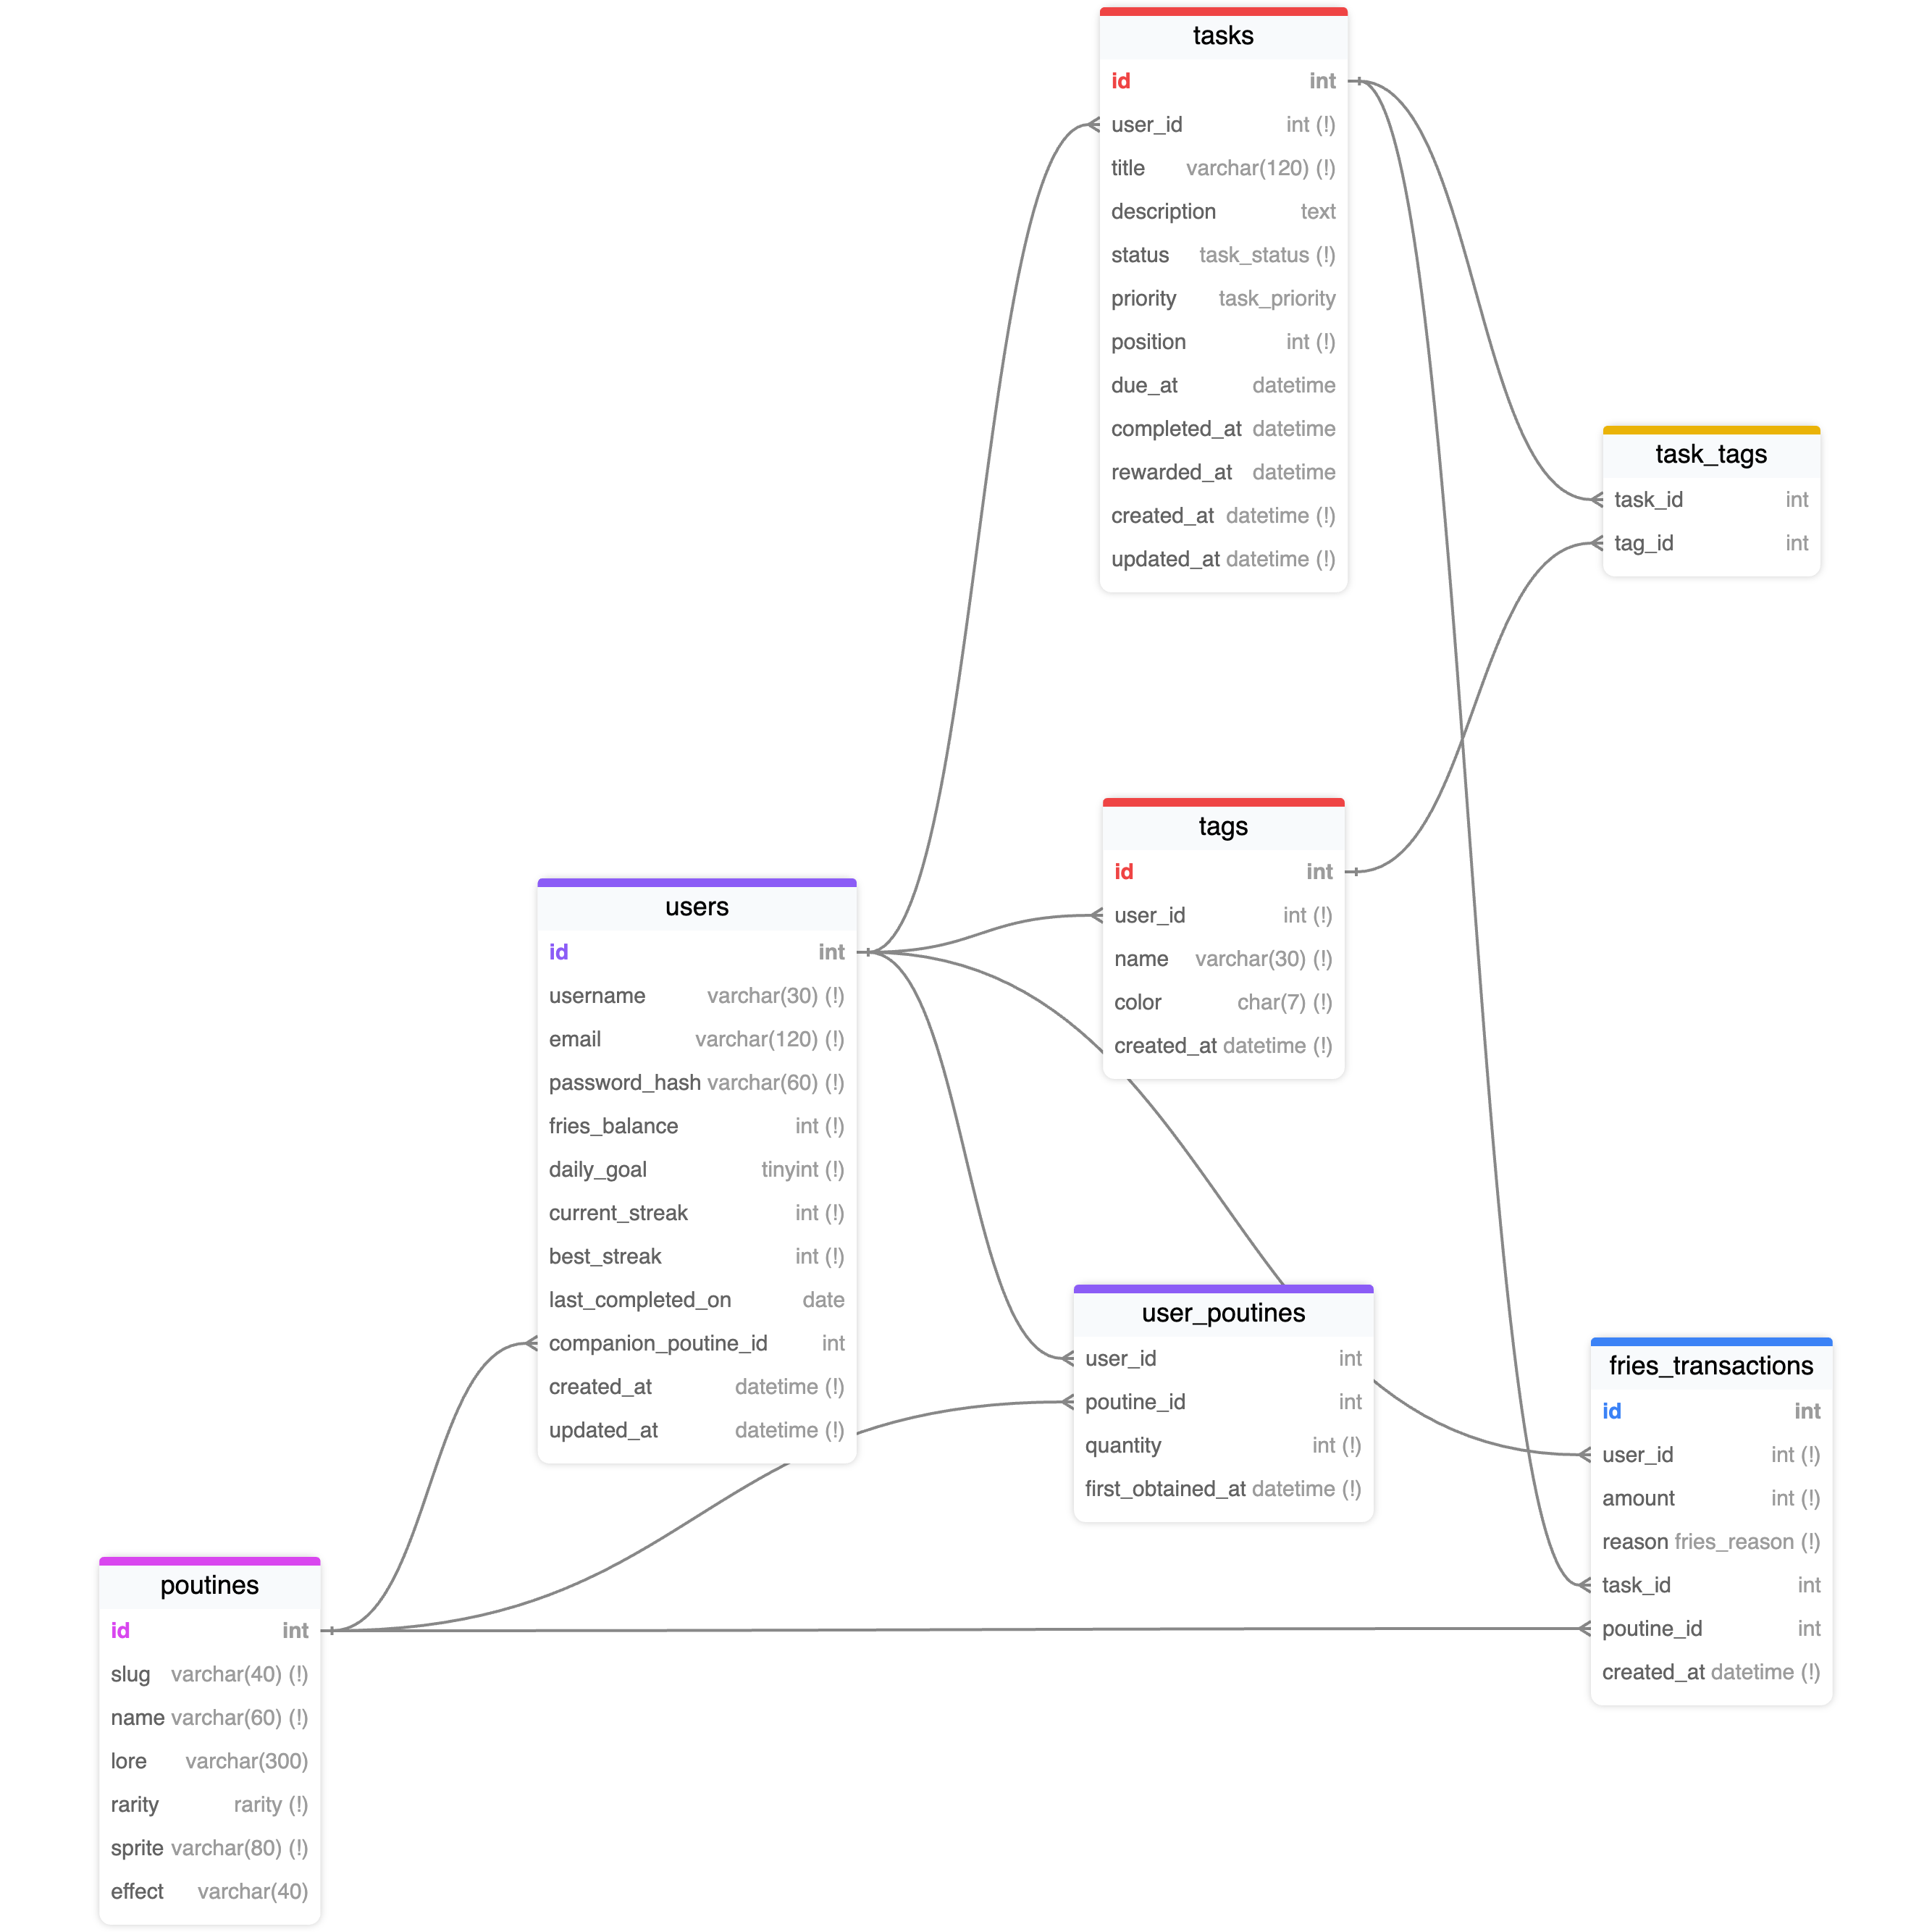 tasks
id int
user_id int (!)
title varchar(120) (!)
description text
status task_status (!)
priority task_priority
position int (!)
due_at datetime
completed_at datetime
rewarded_at datetime
created_at datetime (!)
updated_at datetime (!)
task_tags
task_id int
tag_id int
tags
id int
user_id int (!)
name varchar(30) (!)
color char(7) (!)
created_at datetime (!)
users
id int
username varchar(30) (!)
email varchar(120) (!)
password_hash varchar(60) (!)
fries_balance int (!)
daily_goal tinyint (!)
current_streak int (!)
best_streak int (!)
last_completed_on date
companion_poutine_id int
created_at datetime (!)
updated_at datetime (!)
user_poutines
user_id int
poutine_id int
quantity int (!)
first_obtained_at datetime (!)
fries_transactions
id int
user_id int (!)
amount int (!)
reason fries_reason (!)
task_id int
poutine_id int
created_at datetime (!)
poutines
id int
slug varchar(40) (!)
name varchar(60) (!)
lore varchar(300)
rarity rarity (!)
sprite varchar(80) (!)
effect varchar(40)